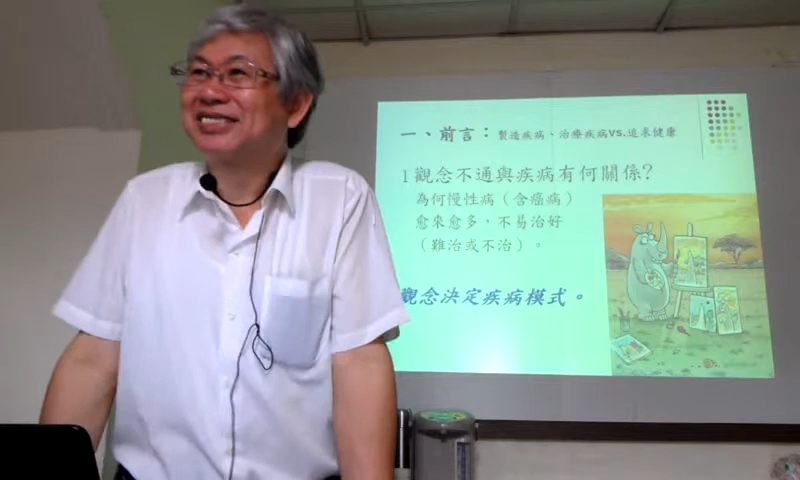 一、前言：製造疾病、治療疾病VS.追求健康
1觀念不通與疾病有何關係?
為何慢性病（含癌病）
愈來愈多，不易治好
（難治或不治）。
觀念決定疾病模式。